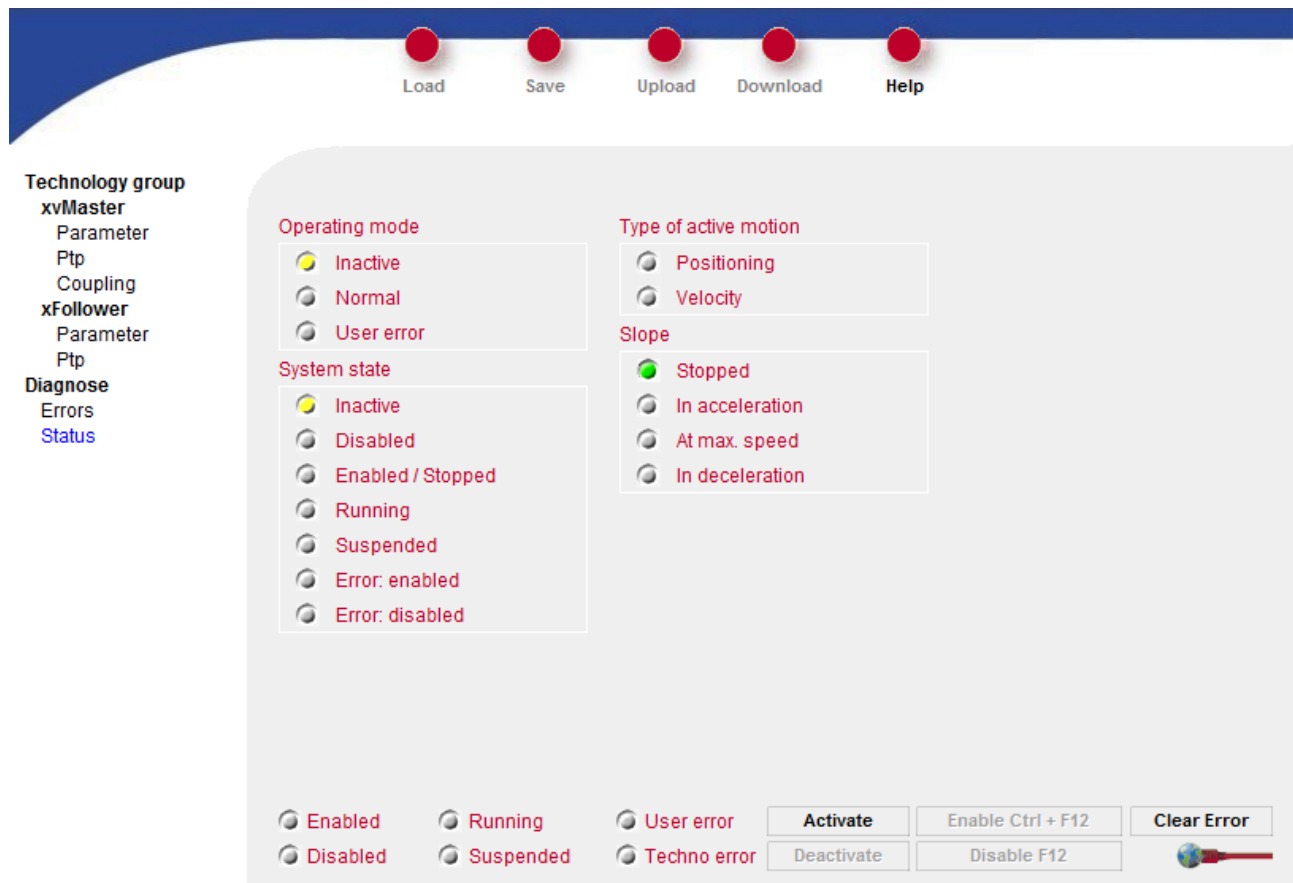 Load Save Upload Download Help
Technology group
xvMaster
Parameter
Ptp
Coupling
xFollower
Parameter
Ptp
Diagnose
Errors
Status
Operating mode
Inactive
Normal
User error
System state
Inactive
Disabled
Enabled / Stopped
Running
Suspended
Error: enabled
Error: disabled
Type of active motion
Positioning
Velocity
Slope
Stopped
In acceleration
At max. speed
In deceleration
Enabled Running User error Activate Enable Ctrl + F12 Clear Error
Disabled Suspended Techno error Deactivate Disable F12